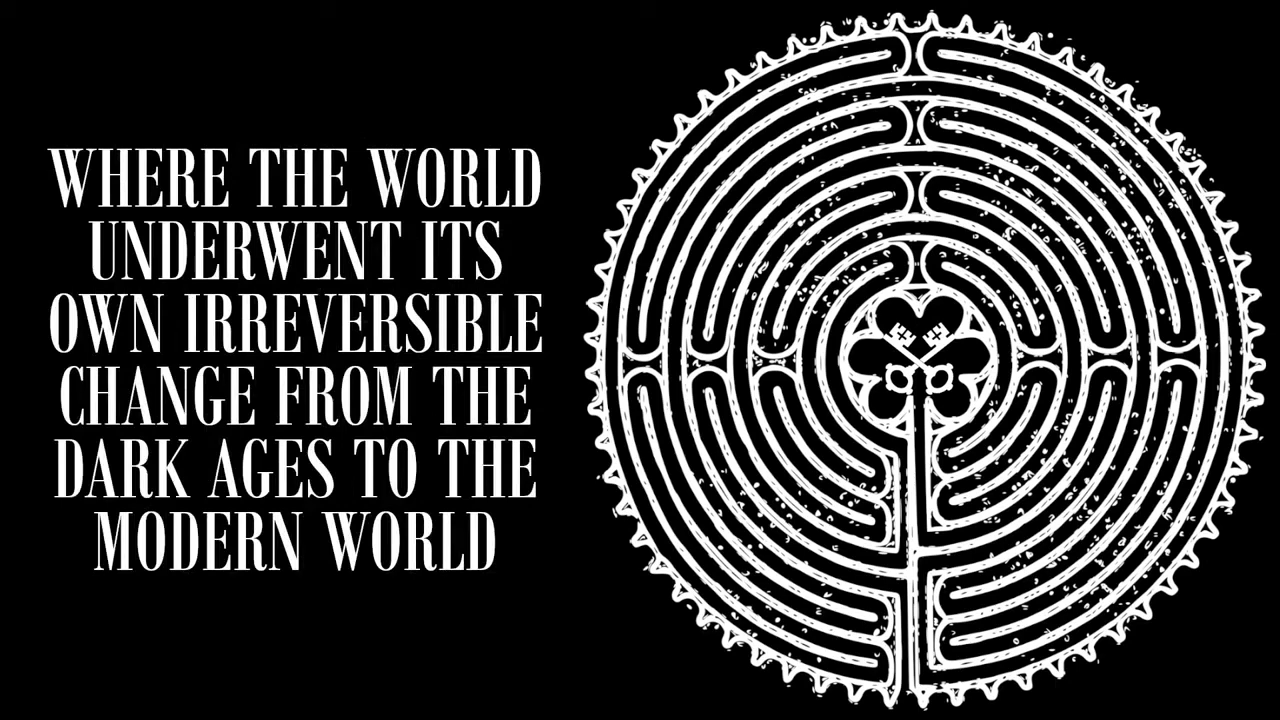 WHERE THE WORLD
UNDERWENT ITS
OWN IRREVERSIBLE
CHANGE FROM THE
DARK AGES TO THE
MODERN WORLD